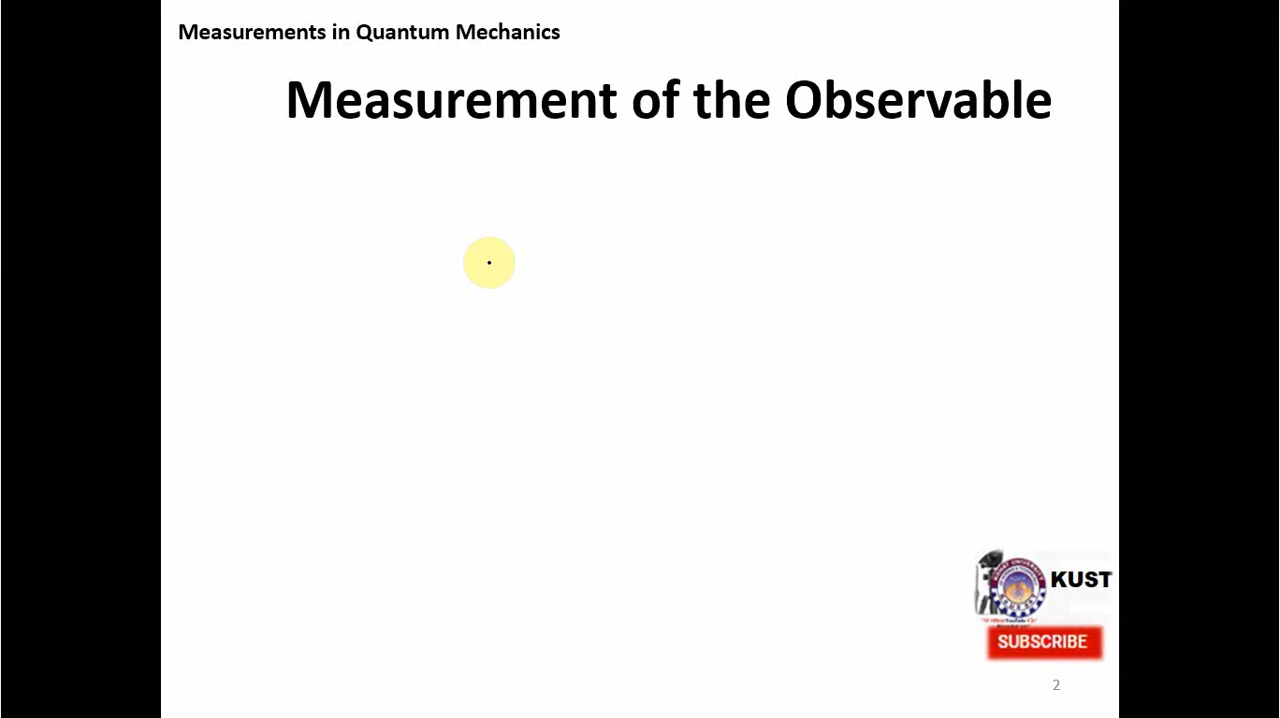 Measurements in Quantum Mechanics
Measurement of the Observable
KUST
SUBSCRIBE
2